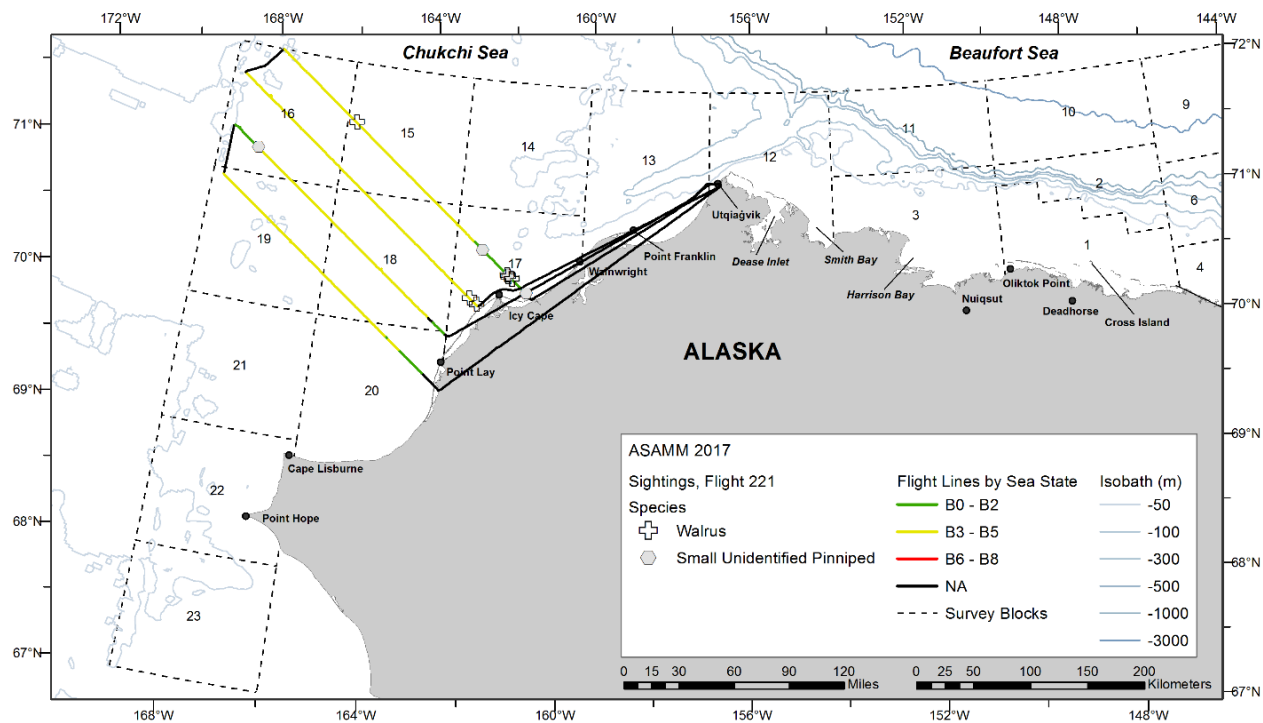 172°W 168°W 164°W 160°W 156°W 152°W 148°W 144°W
Chukchi Sea Beaufort Sea
72°N
9
10
16 15
71°N
11
14 13 12
71°N
2
6
3
Utqiaġvik
19
Point Franklin
Smith Bay
1
70°N
18 17
Wainwright
Dease Inlet
4
Harrison Bay
Oliktok Point
Nuiqsut
Deadhorse
70°N
Icy Cape
Cross Island
ALASKA
21
Point Lay
20
69°N
69°N
Cape Lisburne
22
Point Hope
68°N
68°N
23
67°N
67°N
ASAMM 2017
Sightings, Flight 221
Species
Walrus
Small Unidentified Pinniped
Flight Lines by Sea State
B0 - B2
B3 - B5
B6 - B8
NA
Survey Blocks
Isobath (m)
-50
-100
-300
-500
-1000
-3000
0 15 30 60 90 120
Miles
0 25 50 100 150 200
Kilometers
168°W 164°W 160°W 156°W 152°W 148°W